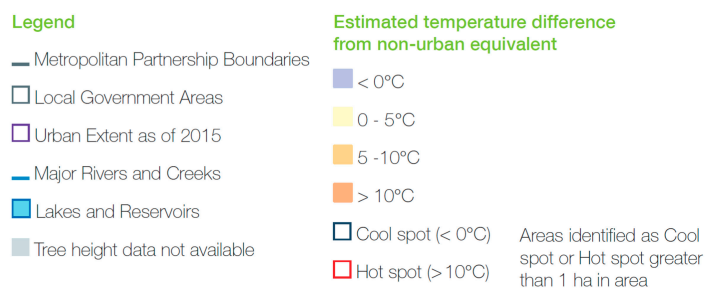 Legend
Metropolitan Partnership Boundaries
Local Government Areas
Urban Extent as of 2015
Major Rivers and Creeks
Lakes and Reservoirs
Tree height data not available
Estimated temperature difference
from non-urban equivalent
< 0°C
0 - 5°C
5 -10°C
> 10°C
Cool spot (< 0°C)
Hot spot (> 10°C)
Areas identified as Cool
spot or Hot spot greater
than 1 ha in area